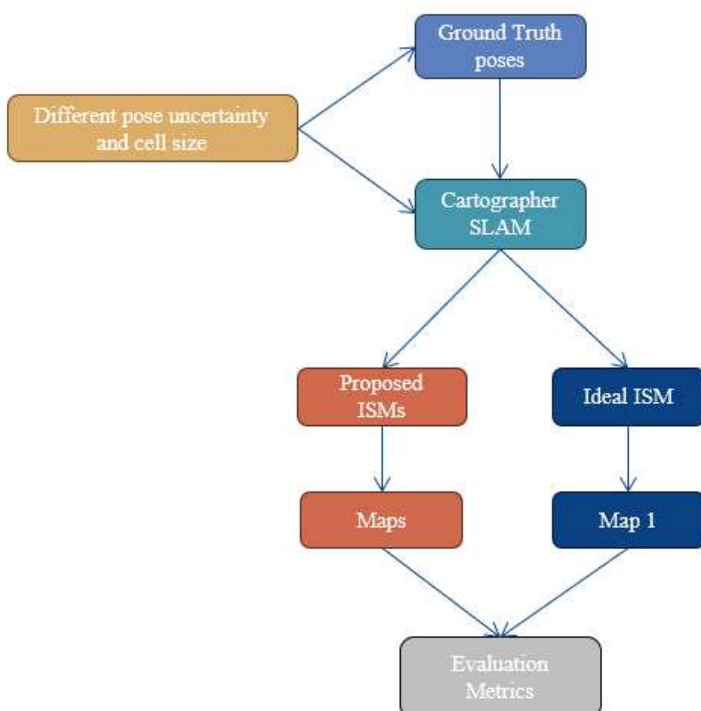 Ground Truth
poses
Different pose uncertainty
and cell size
Cartographer
SLAM
Proposed
ISMs
Ideal ISM
Maps
Map 1
Evaluation
Metrics